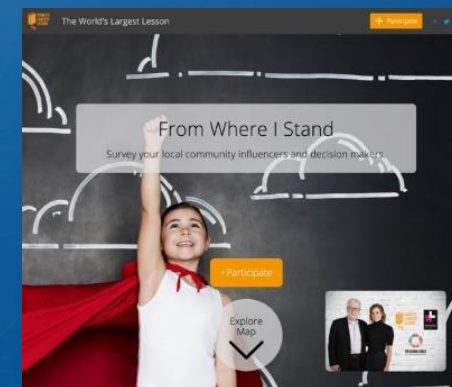 The World's Largest Lesson
+ Participate
From Where I Stand
Survey your local community influencers and decision makers
+Participate
Explore
Map